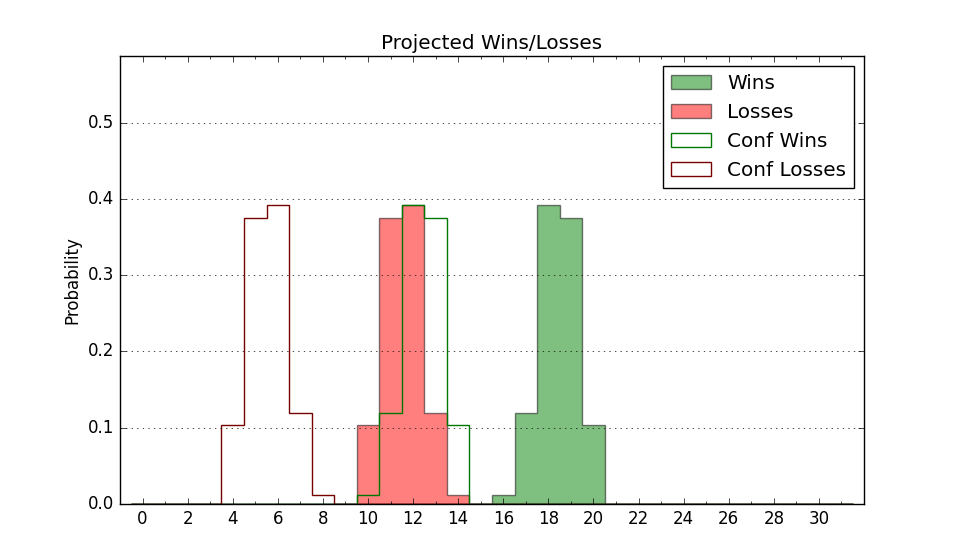 Projected Wins/Losses
Wins
Losses
Conf Wins
Conf Losses
Probability
0.5
0.4
0.3
0.2
0.1
0.0
0 2 4 6 8 10 12 14 16 18 20 22 24 26 28 30